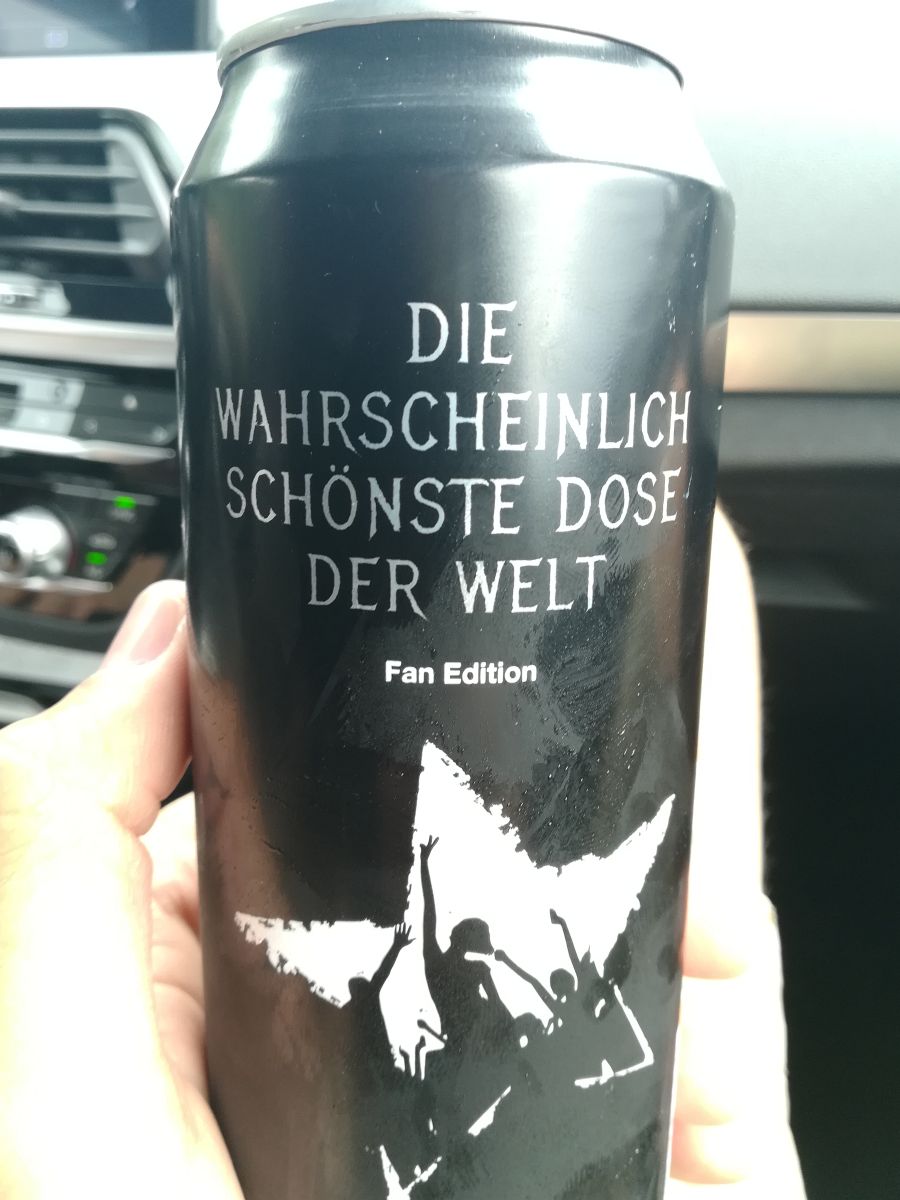 DIE
WAHRSCHEINLICH
SCHÖNSTE DOSE
DER WELT
Fan Edition